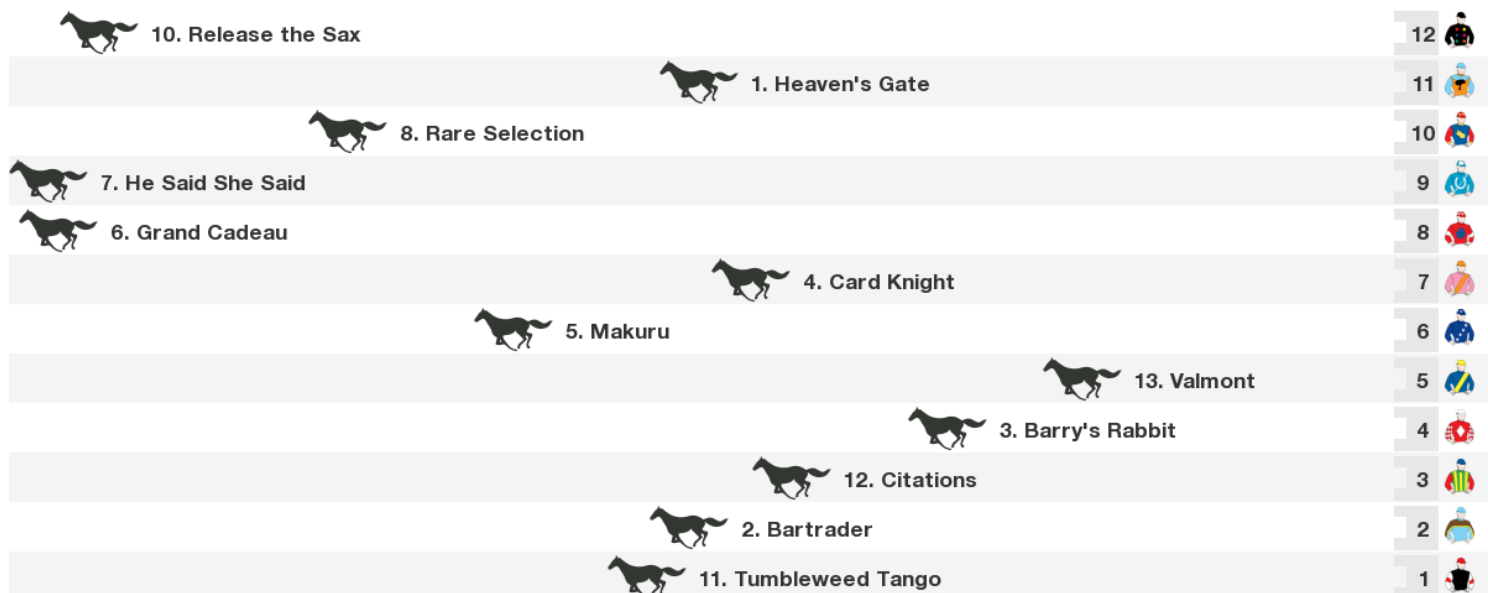 10. Release the Sax 12
1. Heaven's Gate 11
8. Rare Selection 10
7. He Said She Said 9
6. Grand Cadeau 8
4. Card Knight 7
5. Makuru 6
13. Valmont 5
3. Barry's Rabbit 4
12. Citations 3
2. Bartrader 2
11. Tumbleweed Tango 1